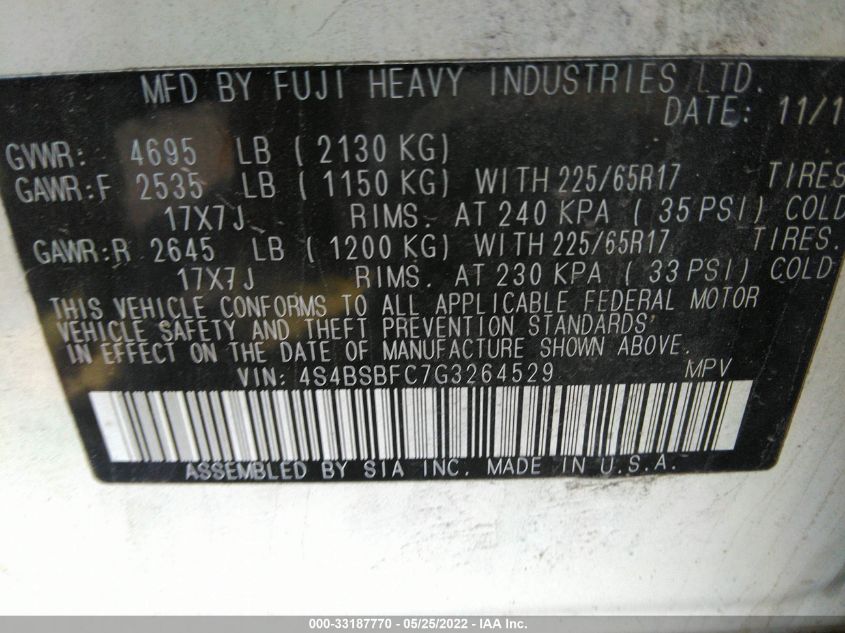 MFD BY FUJI HEAVY INDUSTRIES LTD.
DATE: 11/1
GVWR: 4695 LB ( 2130 KG)
GAWR:F 2535 LB ( 1150 KG) WITH 225/65R17 TIRES
17X7J RIMS. AT 240 KPA ( 35 PSI) COLD
GAWR:R 2645 LB ( 1200 KG) WITH 225/65R17 TIRES.
17X7J RIMS. AT 230 KPA ( 33 PSI) COLD
THIS VEHICLE CONFORMS TO ALL APPLICABLE FEDERAL MOTOR
VEHICLE SAFETY AND THEFT PREVENTION STANDARDS
IN EFFECT ON THE DATE OF MANUFACTURE SHOWN ABOVE.
VIN: 4S4BSBFC7G3264529 MPV
ASSEMBLED BY SIA INC. MADE IN U.S.A.
000-33187770 - 05/25/2022 - IAA Inc.